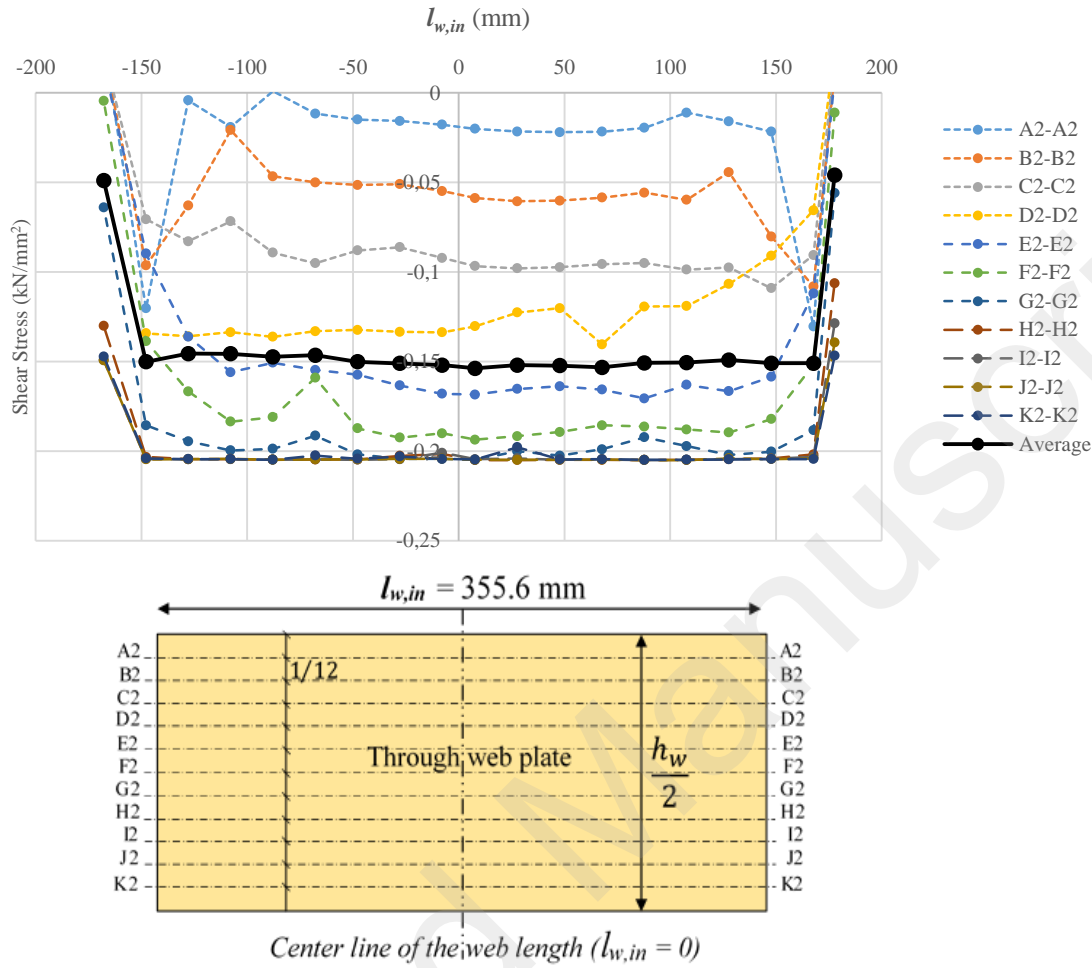 l_{w,in} (mm)
-200 -150 -100 -50 0 50 100 150 200
0
-0,05
-0,1
-0,15
-0,2
-0,25
Shear Stress (kN/mm²)
A2-A2
B2-B2
C2-C2
D2-D2
E2-E2
F2-F2
G2-G2
H2-H2
I2-I2
J2-J2
K2-K2
Average
l_{w,in} = 355.6 mm
A2 A2
1/12
B2 B2
C2 C2
D2 D2
E2 E2
Through web plate
h_w
2
F2 F2
G2 G2
H2 H2
I2 I2
J2 J2
K2 K2
Center line of the web length (l_{w,in} = 0)
d Manuscri